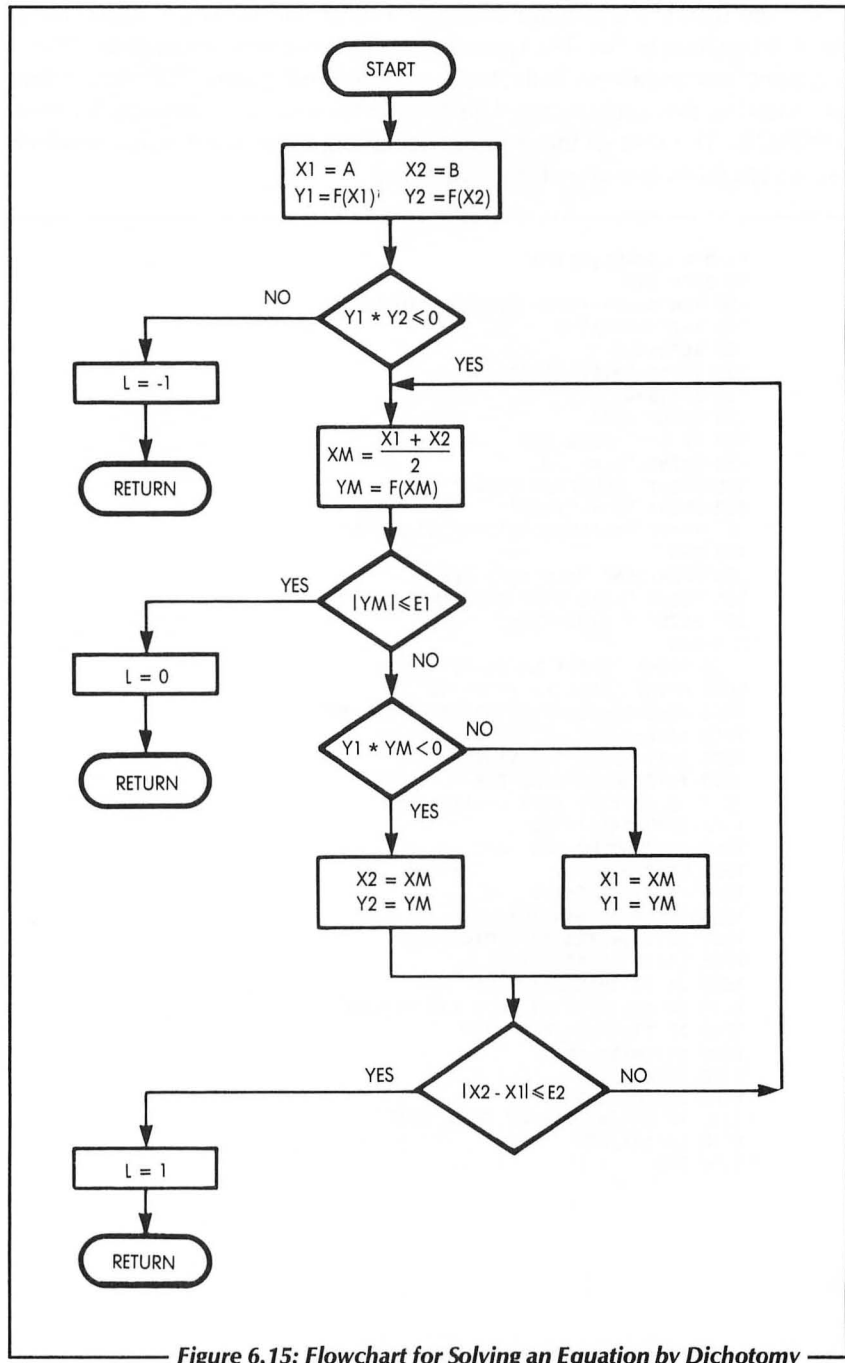 START
X1 = A X2 = B
Y1 = F(X1) Y2 = F(X2)
NO
Y1 * Y2 ≤ 0
YES
L = -1
RETURN
XM = X1 + X2
2
YM = F(XM)
YES
|YM| ≤ E1
NO
L = 0
RETURN
Y1 * YM < 0
NO
YES
X2 = XM
Y2 = YM
X1 = XM
Y1 = YM
YES
|X2 - X1| ≤ E2
NO
L = 1
RETURN
Figure 6.15: Flowchart for Solving an Equation by Dichotomy